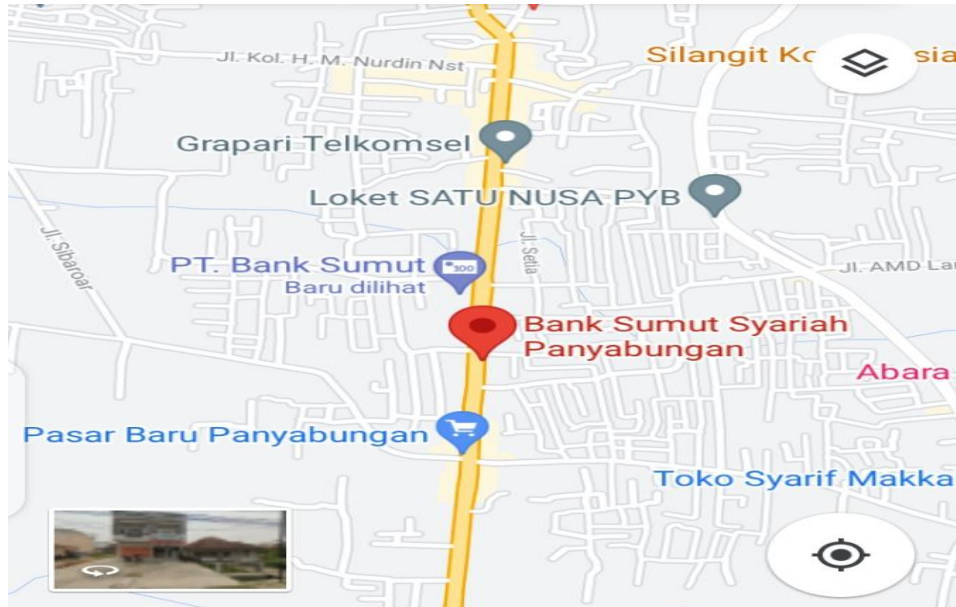 Jl. Kol. H. M. Nurdin Nst
Silangit Ko
sia
Grapari Telkomsel
Loket SATU NUSA PYB
Jl. Sibaroar
Jl. Setia
PT. Bank Sumut
Baru dilihat
Jl. AMD La
Bank Sumut Syariah
Panyabungan
Abara
Pasar Baru Panyabungan
Toko Syarif Makka